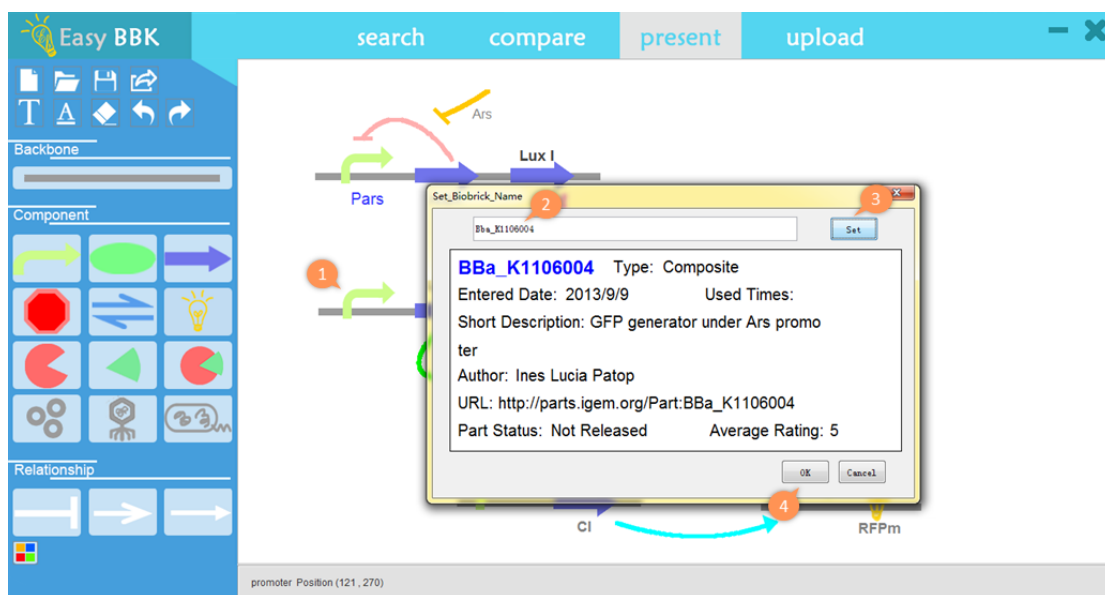 Easy BBK
search compare present upload
T A
Backbone
Component
Relationship
Ars
Lux I
Pars
Set_Biobrick_Name
2
3
Bba_K1106004
Set
1
BBa_K1106004 Type: Composite
Entered Date: 2013/9/9 Used Times:
Short Description: GFP generator under Ars promo
ter
Author: Ines Lucia Patop
URL: http://parts.igem.org/Part:BBa_K1106004
Part Status: Not Released Average Rating: 5
OK Cancel
4
CI
RFPm
promoter Position (121 , 270)